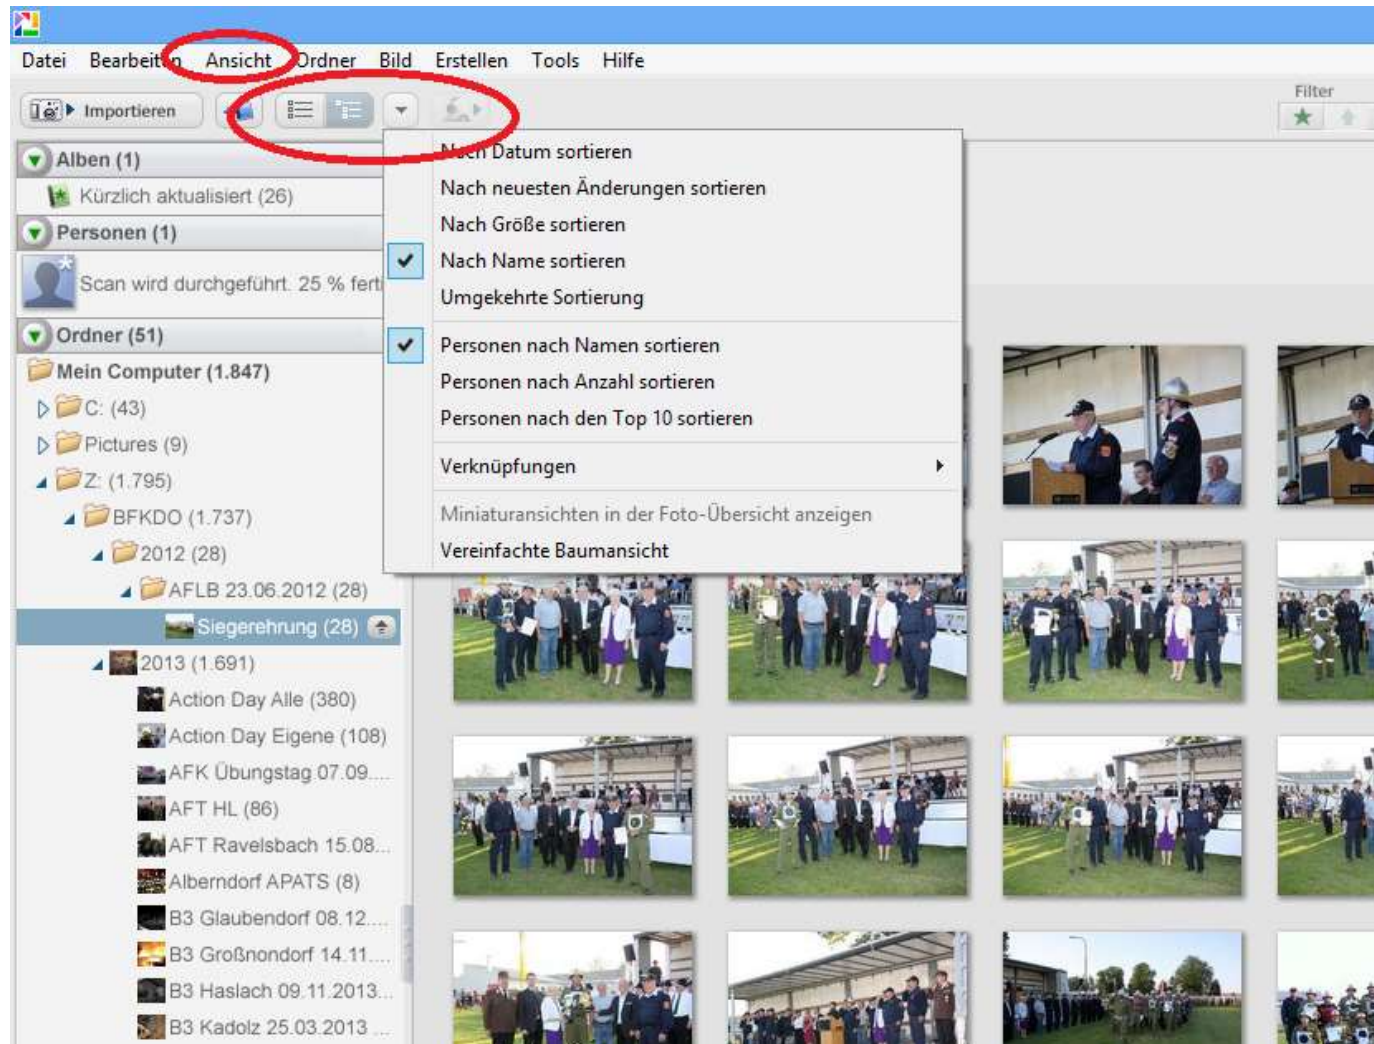 Datei Bearbeiten Ansicht Ordner Bild Erstellen Tools Hilfe
Importieren
Filter
Alben (1)
Kürzlich aktualisiert (26)
Personen (1)
Scan wird durchgeführt. 25 % ferti
Ordner (51)
Mein Computer (1.847)
C: (43)
Pictures (9)
Z: (1.795)
BFKDO (1.737)
2012 (28)
AFLB 23.06.2012 (28)
Siegerehrung (28)
2013 (1.691)
Action Day Alle (380)
Action Day Eigene (108)
AFK Übungstag 07.09....
AFT HL (86)
AFT Ravelsbach 15.08...
Alberndorf APATS (8)
B3 Glaubendorf 08.12....
B3 Großnondorf 14.11....
B3 Haslach 09.11.2013...
B3 Kadolz 25.03.2013 ...
Nach Datum sortieren
Nach neuesten Änderungen sortieren
Nach Größe sortieren
Nach Name sortieren
Umgekehrte Sortierung
Personen nach Namen sortieren
Personen nach Anzahl sortieren
Personen nach den Top 10 sortieren
Verknüpfungen
Miniaturansichten in der Foto-Übersicht anzeigen
Vereinfachte Baumansicht